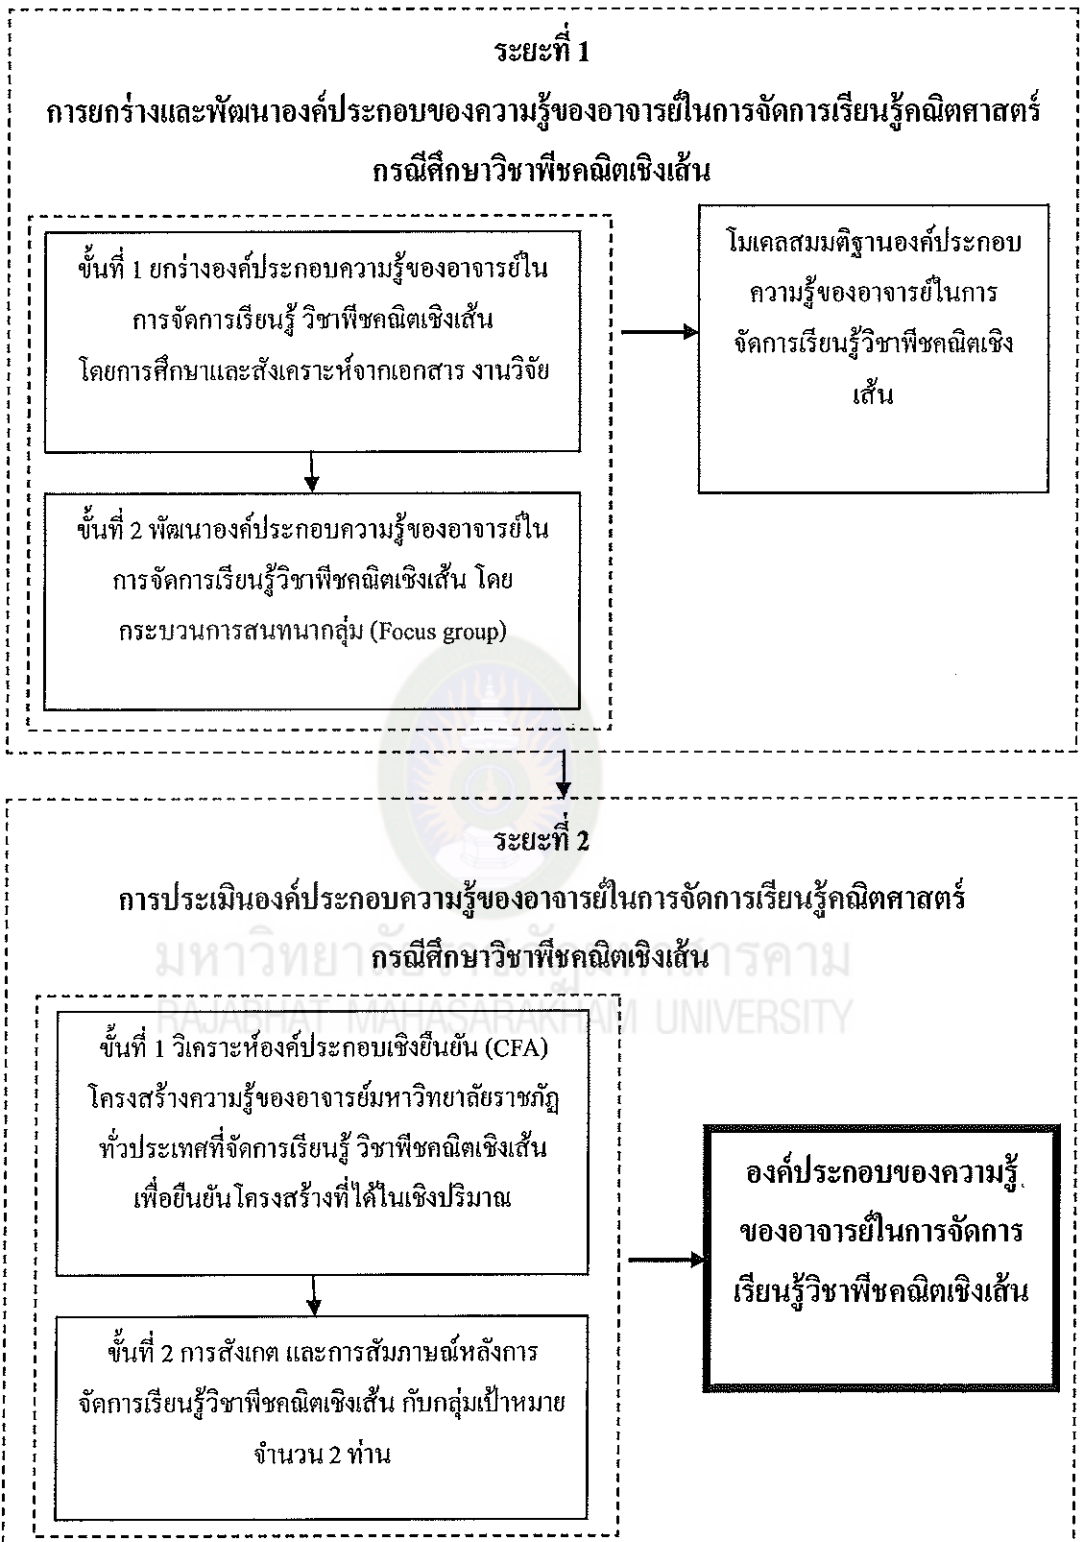 ระยะที่ 1
การยกร่างและพัฒนาองค์ประกอบของความรู้ของอาจารย์ในการจัดการเรียนรู้คณิตศาสตร์
กรณีศึกษาวิชาพีชคณิตเชิงเส้น
ขั้นที่ 1 ยกร่างองค์ประกอบความรู้ของอาจารย์ใน
การจัดการเรียนรู้ วิชาพีชคณิตเชิงเส้น
โดยการศึกษาและสังเคราะห์จากเอกสาร งานวิจัย
โมเดลสมมติฐานองค์ประกอบ
ความรู้ของอาจารย์ในการ
จัดการเรียนรู้วิชาพีชคณิตเชิง
เส้น
ขั้นที่ 2 พัฒนาองค์ประกอบความรู้ของอาจารย์ใน
การจัดการเรียนรู้วิชาพีชคณิตเชิงเส้น โดย
กระบวนการสนทนากลุ่ม (Focus group)
ระยะที่ 2
การประเมินองค์ประกอบความรู้ของอาจารย์ในการจัดการเรียนรู้คณิตศาสตร์
กรณีศึกษาวิชาพีชคณิตเชิงเส้น
มหาวิทยาลัยราชภัฏมหาสารคาม
RAJABHAT MAHASARAKHAM UNIVERSITY
ขั้นที่ 1 วิเคราะห์องค์ประกอบเชิงยืนยัน (CFA)
โครงสร้างความรู้ของอาจารย์มหาวิทยาลัยราชภัฏ
ทั่วประเทศที่จัดการเรียนรู้ วิชาพีชคณิตเชิงเส้น
เพื่อยืนยันโครงสร้างที่ได้ในเชิงปริมาณ
องค์ประกอบของความรู้
ของอาจารย์ในการจัดการ
เรียนรู้วิชาพีชคณิตเชิงเส้น
ขั้นที่ 2 การสังเกต และการสัมภาษณ์หลังการ
จัดการเรียนรู้วิชาพีชคณิตเชิงเส้น กับกลุ่มเป้าหมาย
จำนวน 2 ท่าน